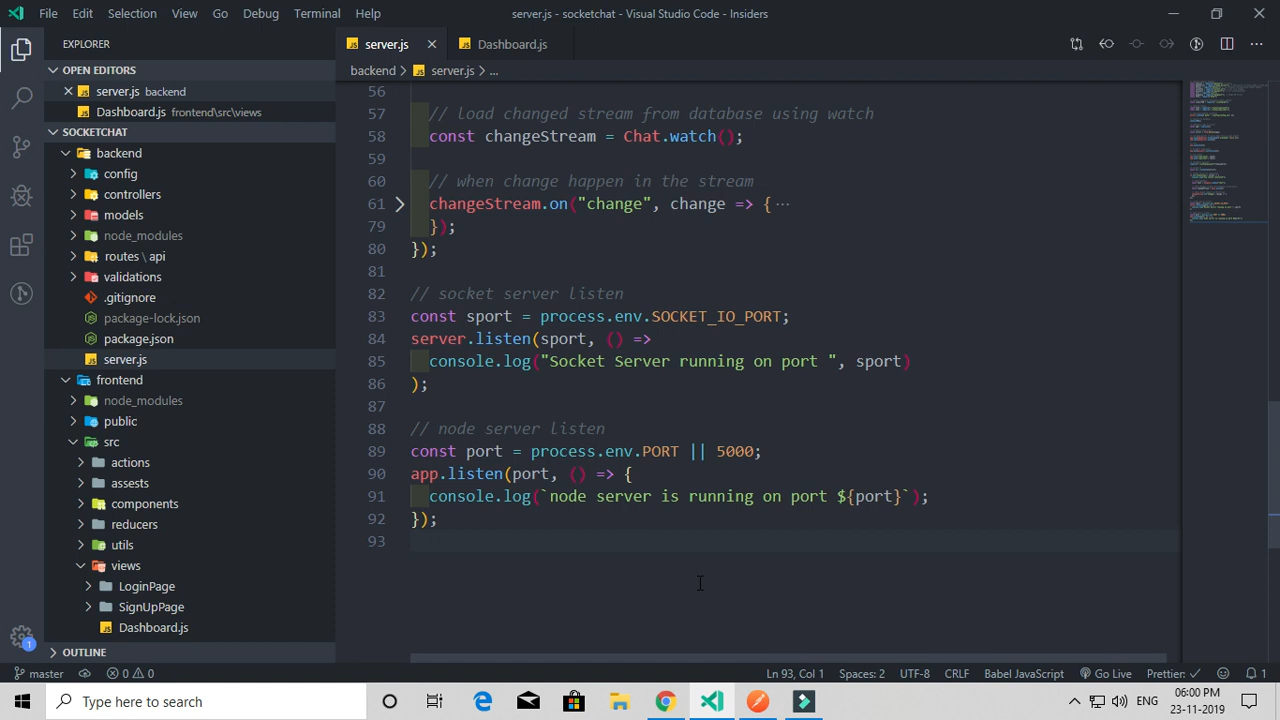 File Edit Selection View Go Debug Terminal Help
server.js - socketchat - Visual Studio Code - Insiders
EXPLORER
OPEN EDITORS
server.js backend
Dashboard.js frontend\src\views
SOCKETCHAT
backend
config
controllers
models
node_modules
routes \ api
validations
.gitignore
package-lock.json
package.json
server.js
frontend
node_modules
public
src
actions
assests
components
reducers
utils
views
LoginPage
SignUpPage
Dashboard.js
OUTLINE
server.js Dashboard.js
backend > server.js > ...
56
57 // load changed stream from database using watch
58 const changeStream = Chat.watch();
59
60 // when change happen in the stream
61 changeStream.on("change", change => {···
79 });
80 });
81
82 // socket server listen
83 const sport = process.env.SOCKET_IO_PORT;
84 server.listen(sport, () =>
85 console.log("Socket Server running on port ", sport)
86 );
87
88 // node server listen
89 const port = process.env.PORT || 5000;
90 app.listen(port, () => {
91 console.log(`node server is running on port ${port}`);
92 });
93
master 0 0 Ln 93, Col 1 Spaces: 2 UTF-8 CRLF Babel JavaScript Go Live Prettier: ✓ 1
1
Type here to search
ENG
06:00 PM
23-11-2019